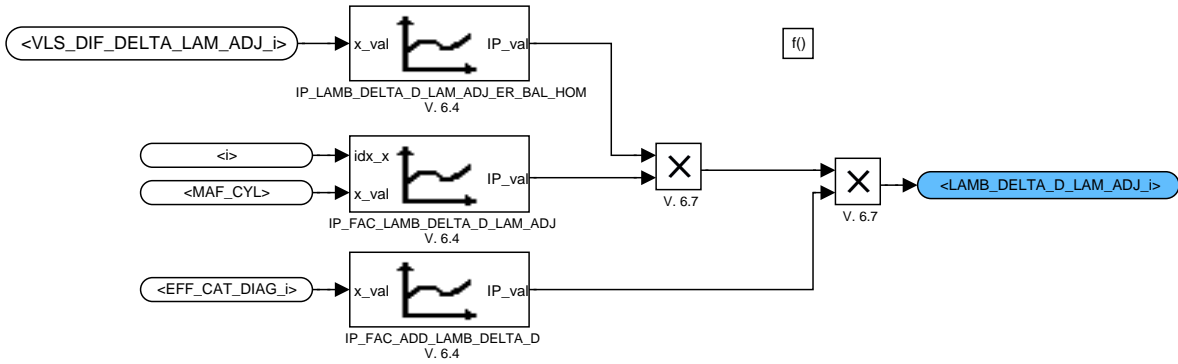 <VLS_DIF_DELTA_LAM_ADJ_i>
x_val
IP_val
IP_LAMB_DELTA_D_LAM_ADJ_ER_BAL_HOM
V. 6.4
f()
<i>
idx_x
<MAF_CYL>
x_val
IP_val
IP_FAC_LAMB_DELTA_D_LAM_ADJ
V. 6.4
V. 6.7
V. 6.7
<LAMB_DELTA_D_LAM_ADJ_i>
<EFF_CAT_DIAG_i>
x_val
IP_val
IP_FAC_ADD_LAMB_DELTA_D
V. 6.4